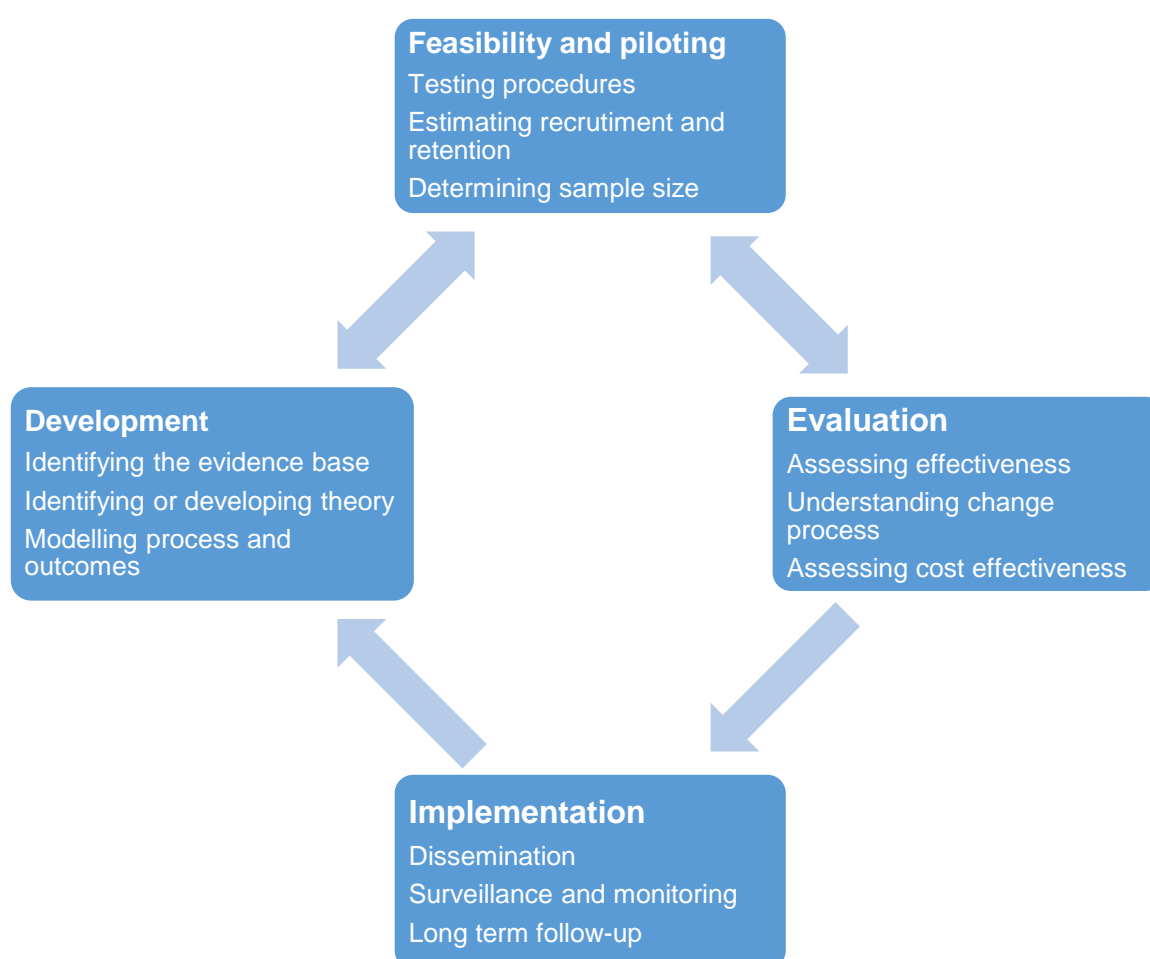 Feasibility and piloting
Testing procedures
Estimating recrutiment and
retention
Determining sample size
Development
Identifying the evidence base
Identifying or developing theory
Modelling process and
outcomes
Evaluation
Assessing effectiveness
Understanding change
process
Assessing cost effectiveness
Implementation
Dissemination
Surveillance and monitoring
Long term follow-up